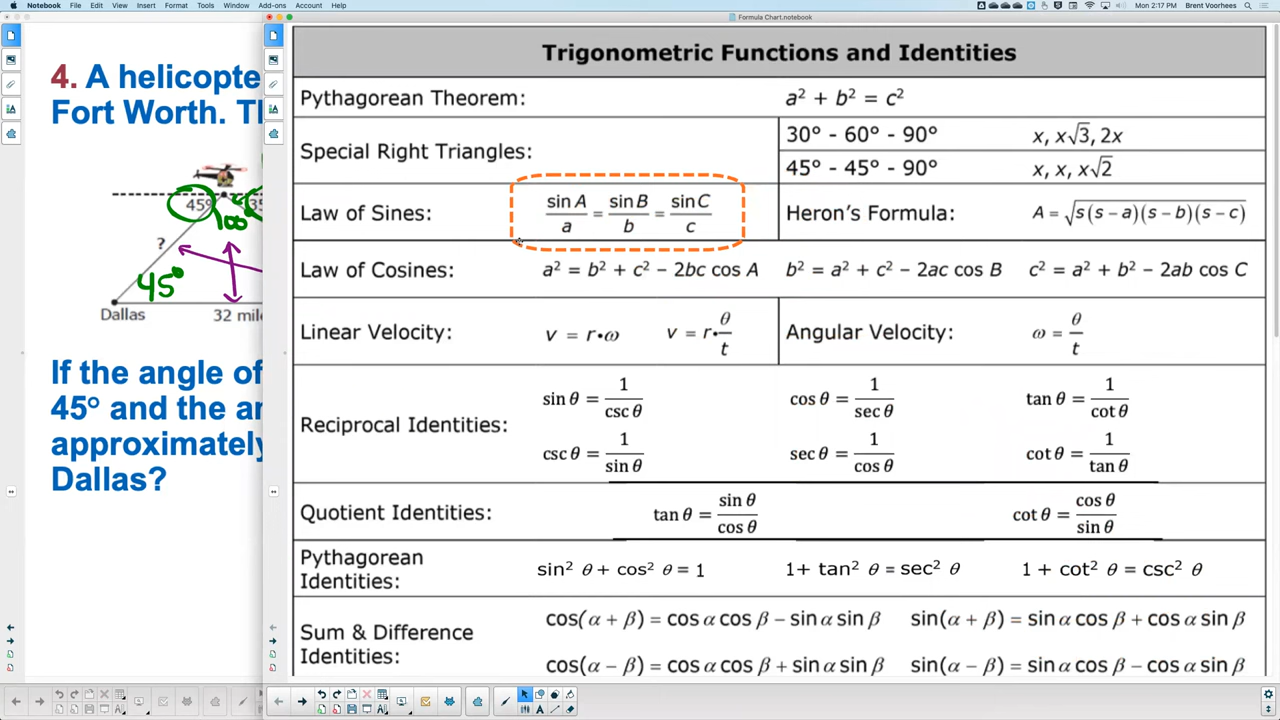 Notebook File Edit View Insert Format Tools Window Add-ons Account Help
Brent Voorhees Mon 2:17 PM
Formula Chart.notebook
4. A helicopte
Fort Worth. T
45°
100°
?
45°
Dallas
32 mil
If the angle of
45° and the a
approximately
Dallas?
Trigonometric Functions and Identities
Pythagorean Theorem: a² + b² = c²
Special Right Triangles: 30° - 60° - 90° x, x√3, 2x
45° - 45° - 90° x, x, x√2
Law of Sines: sin A/a = sin B/b = sin C/c Heron's Formula: A = √s(s − a)(s − b)(s − c)
Law of Cosines: a² = b² + c² − 2bc cos A b² = a² + c² − 2ac cos B c² = a² + b² − 2ab cos C
Linear Velocity: v = r•ω v = r•θ/t Angular Velocity: ω = θ/t
Reciprocal Identities: sin θ = 1/csc θ cos θ = 1/sec θ tan θ = 1/cot θ
csc θ = 1/sin θ sec θ = 1/cos θ cot θ = 1/tan θ
Quotient Identities: tan θ = sin θ/cos θ cot θ = cos θ/sin θ
Pythagorean
Identities: sin² θ + cos² θ = 1 1+ tan² θ = sec² θ 1 + cot² θ = csc² θ
Sum & Difference
Identities:
cos(α + β) = cos α cos β − sin α sin β sin(α + β) = sin α cos β + cos α sin β
cos(α − β) = cos α cos β + sin α sin β sin(α − β) = sin α cos β − cos α sin β